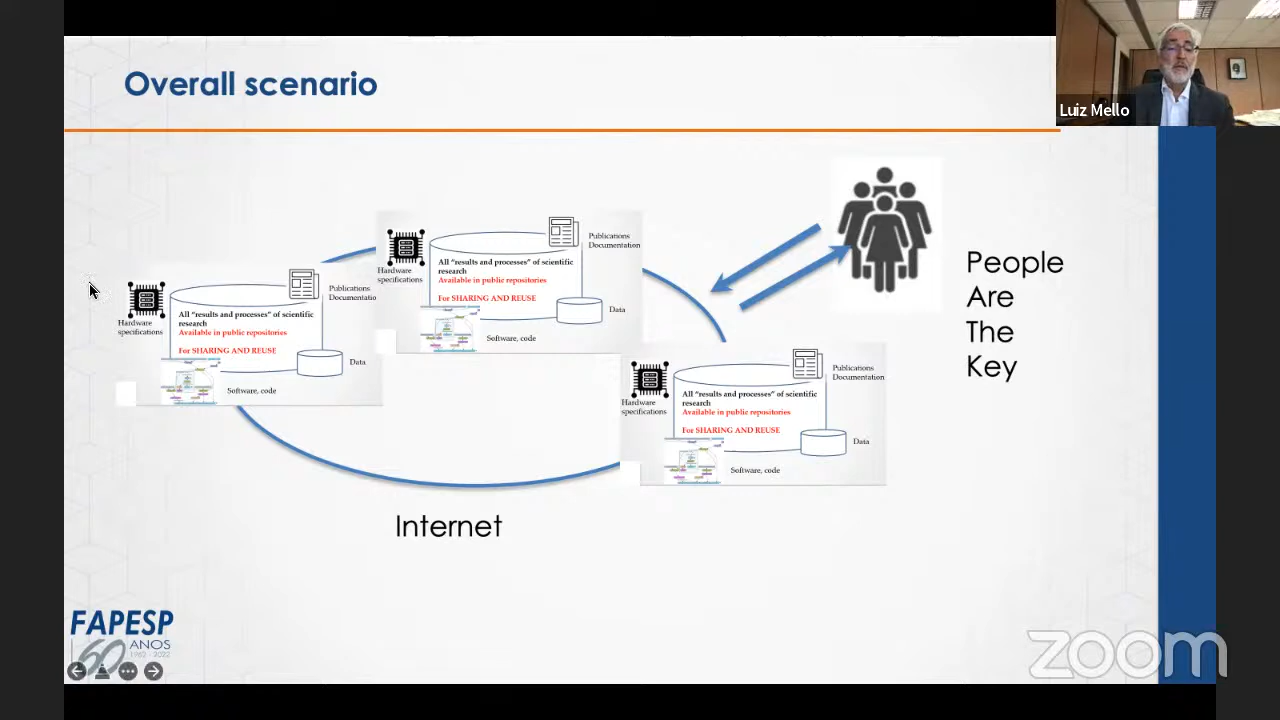 Overall scenario
Luiz Mello
Publications
Documentation
Hardware
specifications
All “results and processes” of scientific
research
Available in public repositories
For SHARING AND REUSE
Data
Software, code
Publications
Documentatio
Hardware
specifications
All “results and processes” of scientific
research
Available in public repositories
For SHARING AND REUSE
Data
Software, code
Publications
Documentation
Hardware
specifications
All “results and processes” of scientific
research
Available in public repositories
For SHARING AND REUSE
Data
Software, code
People
Are
The
Key
Internet
FAPESP
60 ANOS
1962 - 2022
zoom